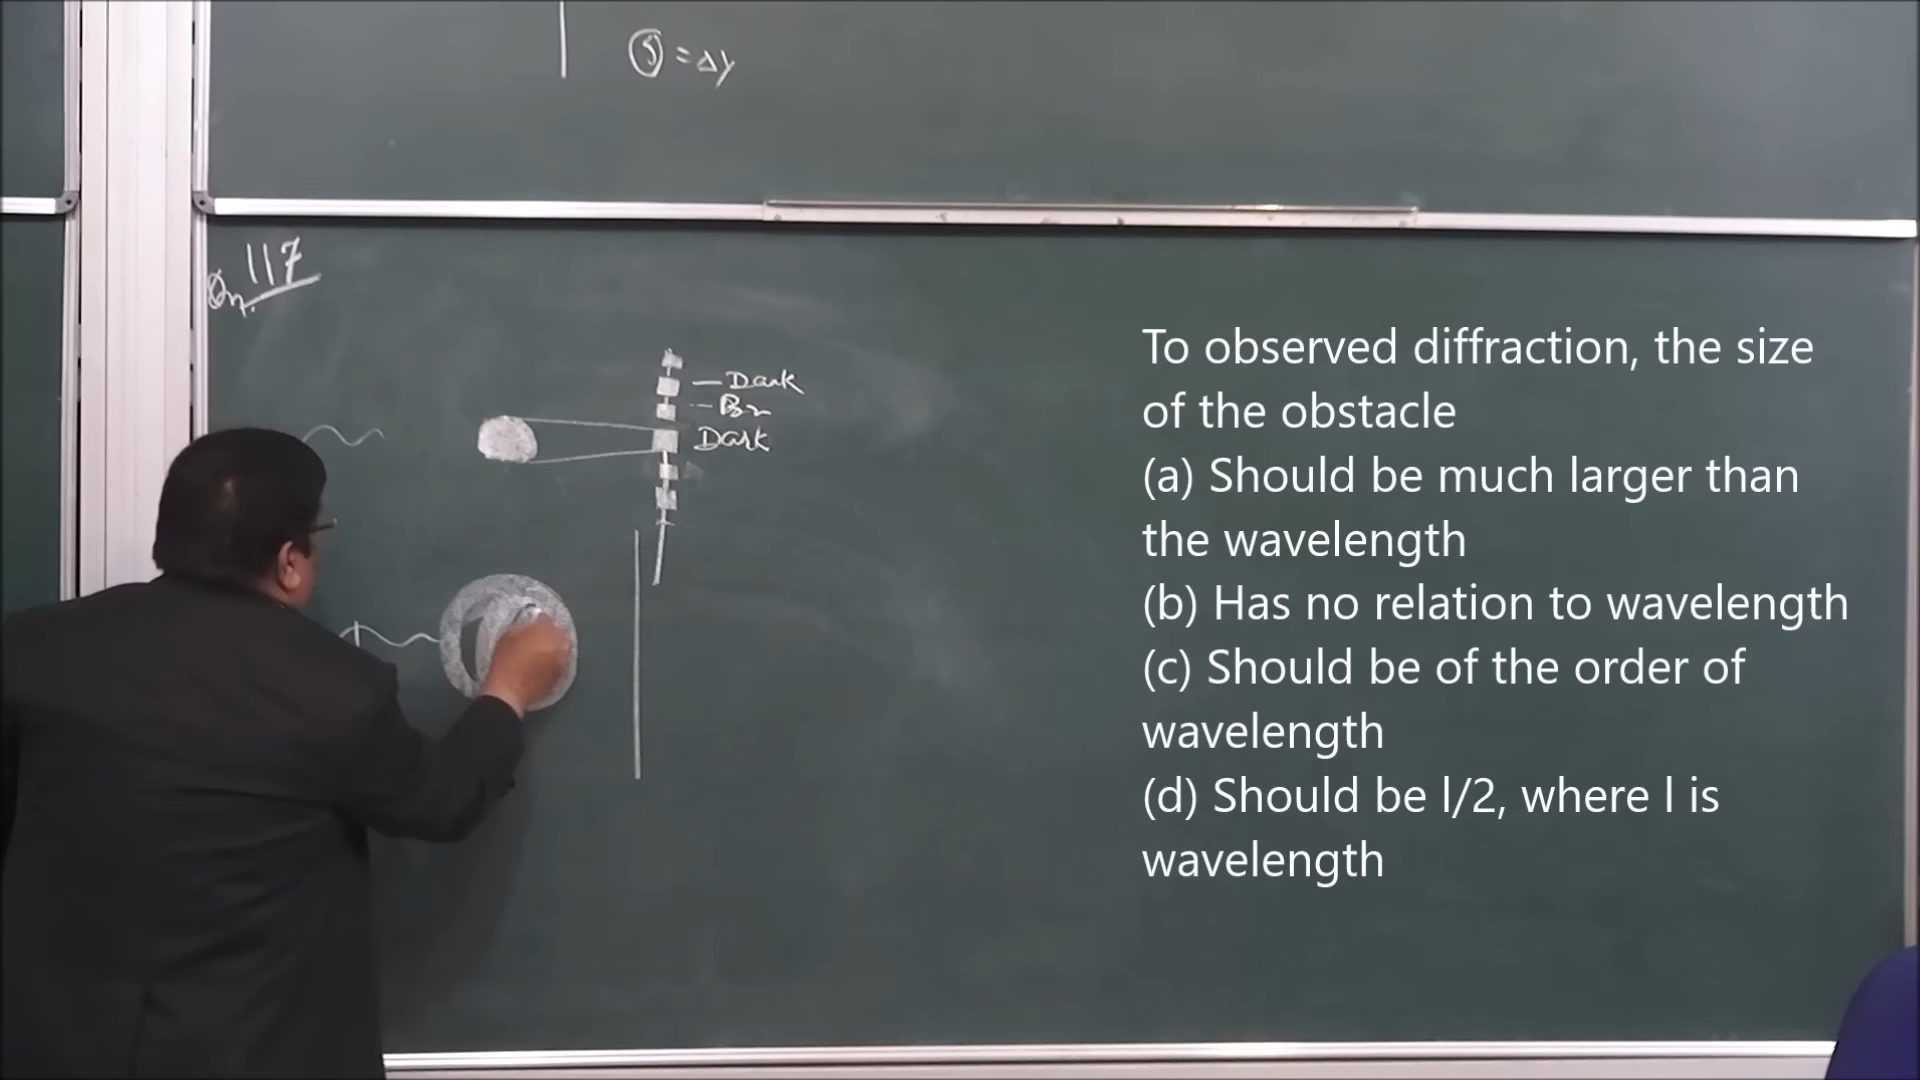 ③ = Δy
Qn. 117
— Dark
– Br
Dark
To observed diffraction, the size
of the obstacle
(a) Should be much larger than
the wavelength
(b) Has no relation to wavelength
(c) Should be of the order of
wavelength
(d) Should be l/2, where l is
wavelength